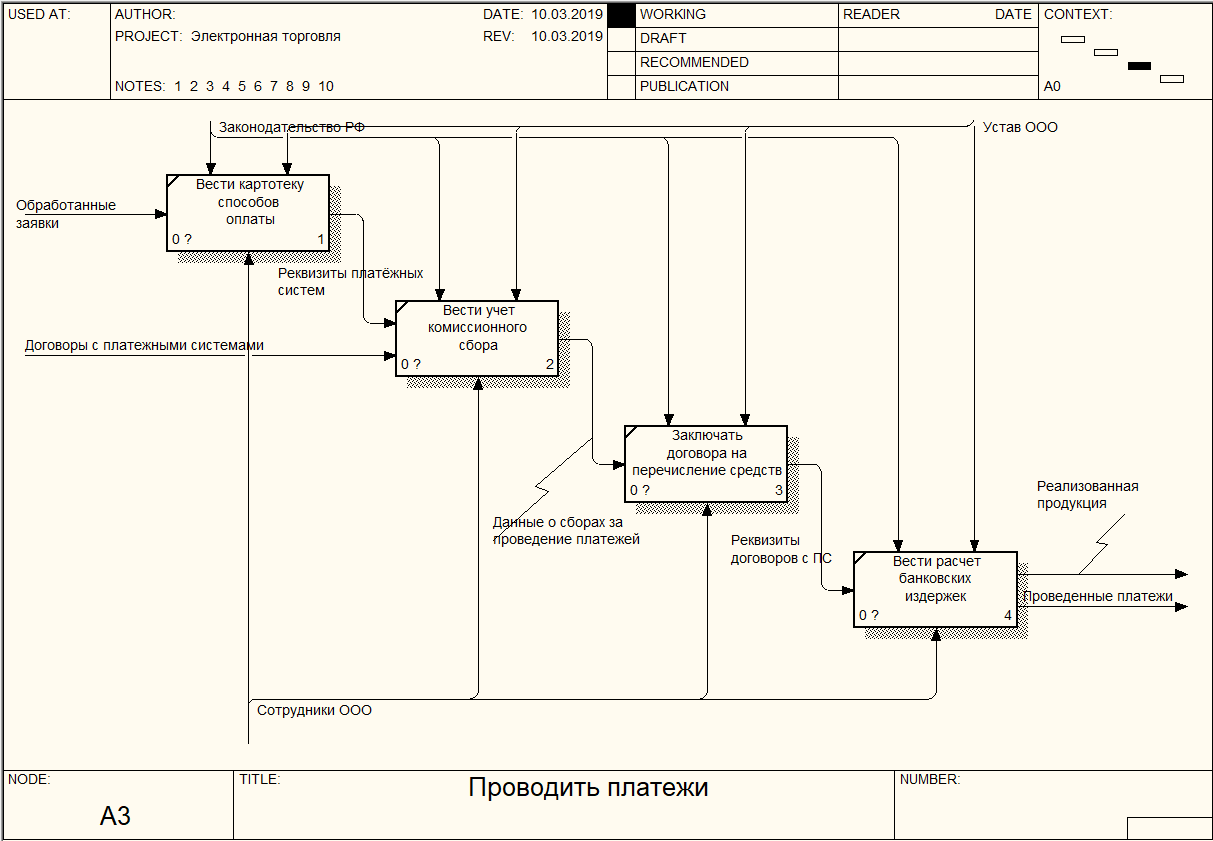 USED AT:
AUTHOR:
DATE: 10.03.2019
WORKING
READER
DATE
CONTEXT:
PROJECT: Электронная торговля
REV: 10.03.2019
DRAFT
RECOMMENDED
NOTES: 1 2 3 4 5 6 7 8 9 10
PUBLICATION
A0
Законодательство РФ
Устав ООО
Обработанные
заявки
Вести картотеку
способов
оплаты
0 ?
1
Реквизиты платёжных
систем
Договоры с платежными системами
Вести учет
комиссионного
сбора
0 ?
2
Заключать
договора на
перечисление средств
0 ?
3
Данные о сборах за
проведение платежей
Реквизиты
договоров с ПС
Реализованная
продукция
Вести расчет
банковских
издержек
0 ?
4
Проведенные платежи
Сотрудники ООО
NODE:
A3
TITLE:
Проводить платежи
NUMBER: